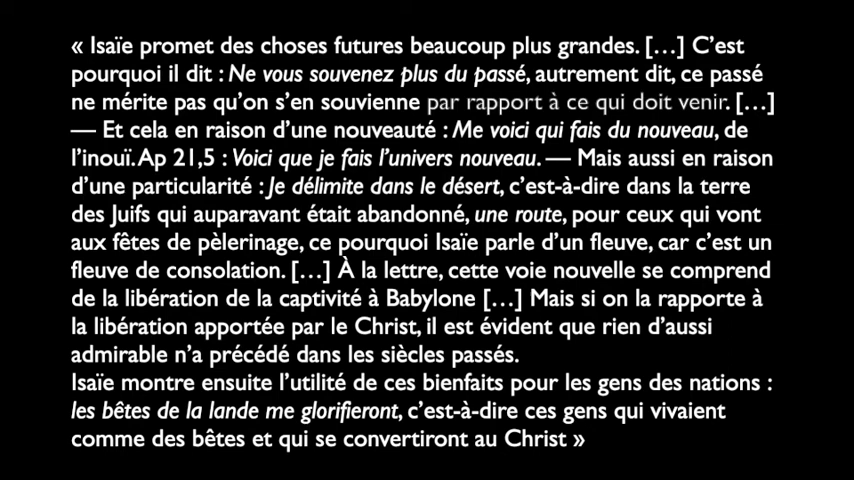 « Isaïe promet des choses futures beaucoup plus grandes. […] C’est
pourquoi il dit : Ne vous souvenez plus du passé, autrement dit, ce passé
ne mérite pas qu’on s’en souvienne par rapport à ce qui doit venir. […]
— Et cela en raison d’une nouveauté : Me voici qui fais du nouveau, de
l’inouï. Ap 21,5 : Voici que je fais l’univers nouveau. — Mais aussi en raison
d’une particularité : Je délimite dans le désert, c’est-à-dire dans la terre
des Juifs qui auparavant était abandonné, une route, pour ceux qui vont
aux fêtes de pèlerinage, ce pourquoi Isaïe parle d’un fleuve, car c’est un
fleuve de consolation. […] À la lettre, cette voie nouvelle se comprend
de la libération de la captivité à Babylone […] Mais si on la rapporte à
la libération apportée par le Christ, il est évident que rien d’aussi
admirable n’a précédé dans les siècles passés.
Isaïe montre ensuite l’utilité de ces bienfaits pour les gens des nations :
les bêtes de la lande me glorifieront, c’est-à-dire ces gens qui vivaient
comme des bêtes et qui se convertiront au Christ »